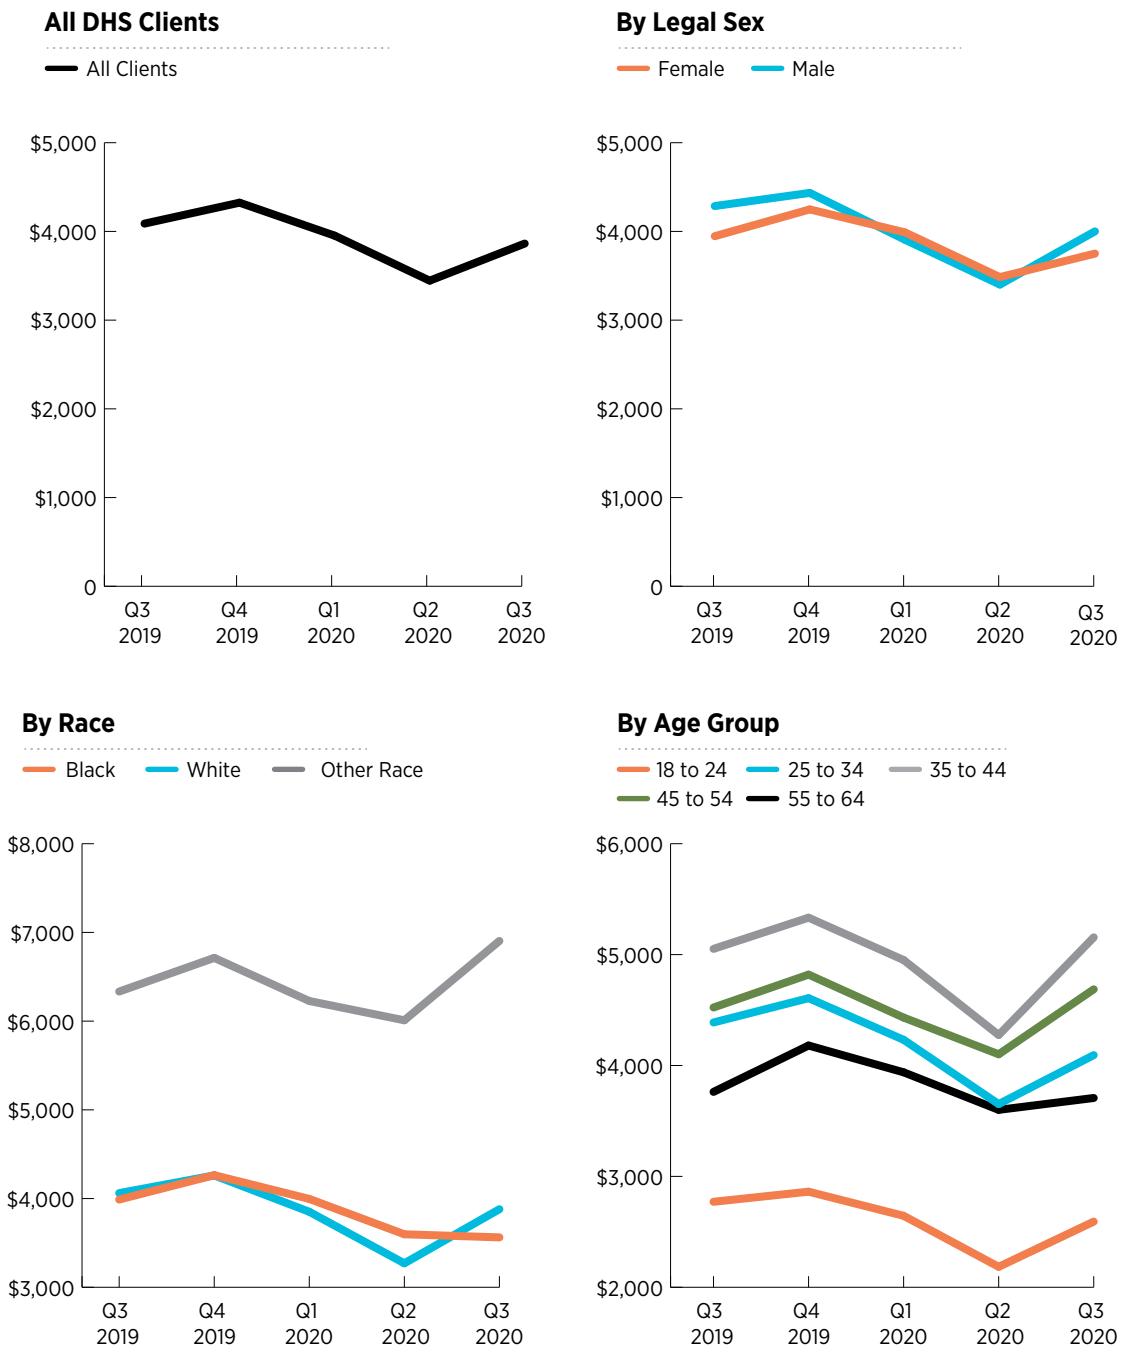 All DHS Clients
All Clients
$5,000
$4,000
$3,000
$2,000
$1,000
0
Q3 Q4 Q1 Q2 Q3
2019 2019 2020 2020 2020
By Legal Sex
Female Male
$5,000
$4,000
$3,000
$2,000
$1,000
0
Q3 Q4 Q1 Q2 Q3
2019 2019 2020 2020 2020
By Race
Black White Other Race
$8,000
$7,000
$6,000
$5,000
$4,000
$3,000
Q3 Q4 Q1 Q2 Q3
2019 2019 2020 2020 2020
By Age Group
18 to 24 25 to 34 35 to 44
45 to 54 55 to 64
$6,000
$5,000
$4,000
$3,000
$2,000
Q3 Q4 Q1 Q2 Q3
2019 2019 2020 2020 2020